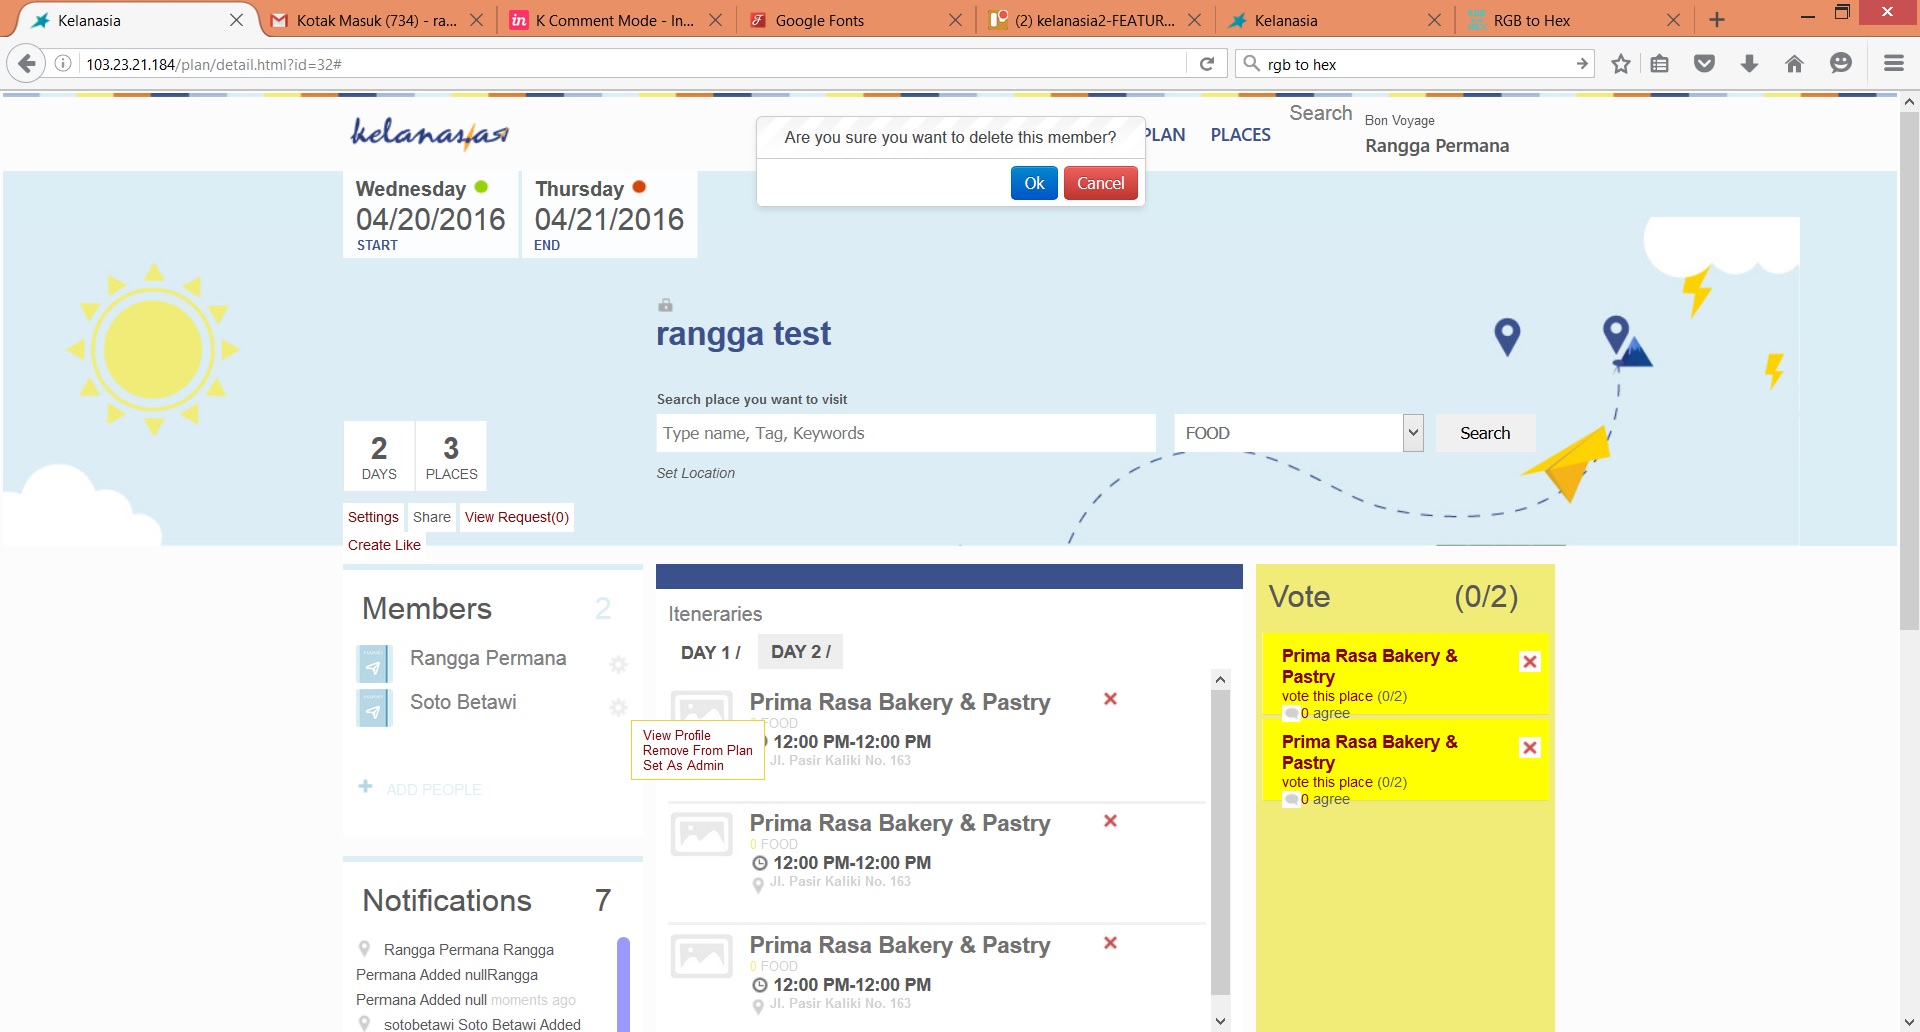 Kelanasia
Kotak Masuk (734) - ra...
K Comment Mode - In...
Google Fonts
(2) kelanasia2-FEATUR...
Kelanasia
RGB to Hex
103.23.21.184/plan/detail.html?id=32#
rgb to hex
kelanasia
Are you sure you want to delete this member?
Ok
Cancel
PLAN
PLACES
Search
Bon Voyage
Rangga Permana
Wednesday
04/20/2016
START
Thursday
04/21/2016
END
rangga test
Search place you want to visit
Type name, Tag, Keywords
FOOD
Search
Set Location
2
DAYS
3
PLACES
Settings
Share
View Request(0)
Create Like
Members 2
Rangga Permana
Soto Betawi
View Profile
Remove From Plan
Set As Admin
ADD PEOPLE
Notifications 7
Rangga Permana Rangga
Permana Added nullRangga
Permana Added null moments ago
sotobetawi Soto Betawi Added
Iteneraries
DAY 1 /
DAY 2 /
Prima Rasa Bakery & Pastry
FOOD
12:00 PM-12:00 PM
Jl. Pasir Kaliki No. 163
Prima Rasa Bakery & Pastry
0 FOOD
12:00 PM-12:00 PM
Jl. Pasir Kaliki No. 163
Prima Rasa Bakery & Pastry
0 FOOD
12:00 PM-12:00 PM
Jl. Pasir Kaliki No. 163
Vote (0/2)
Prima Rasa Bakery &
Pastry
vote this place (0/2)
0 agree
Prima Rasa Bakery &
Pastry
vote this place (0/2)
0 agree